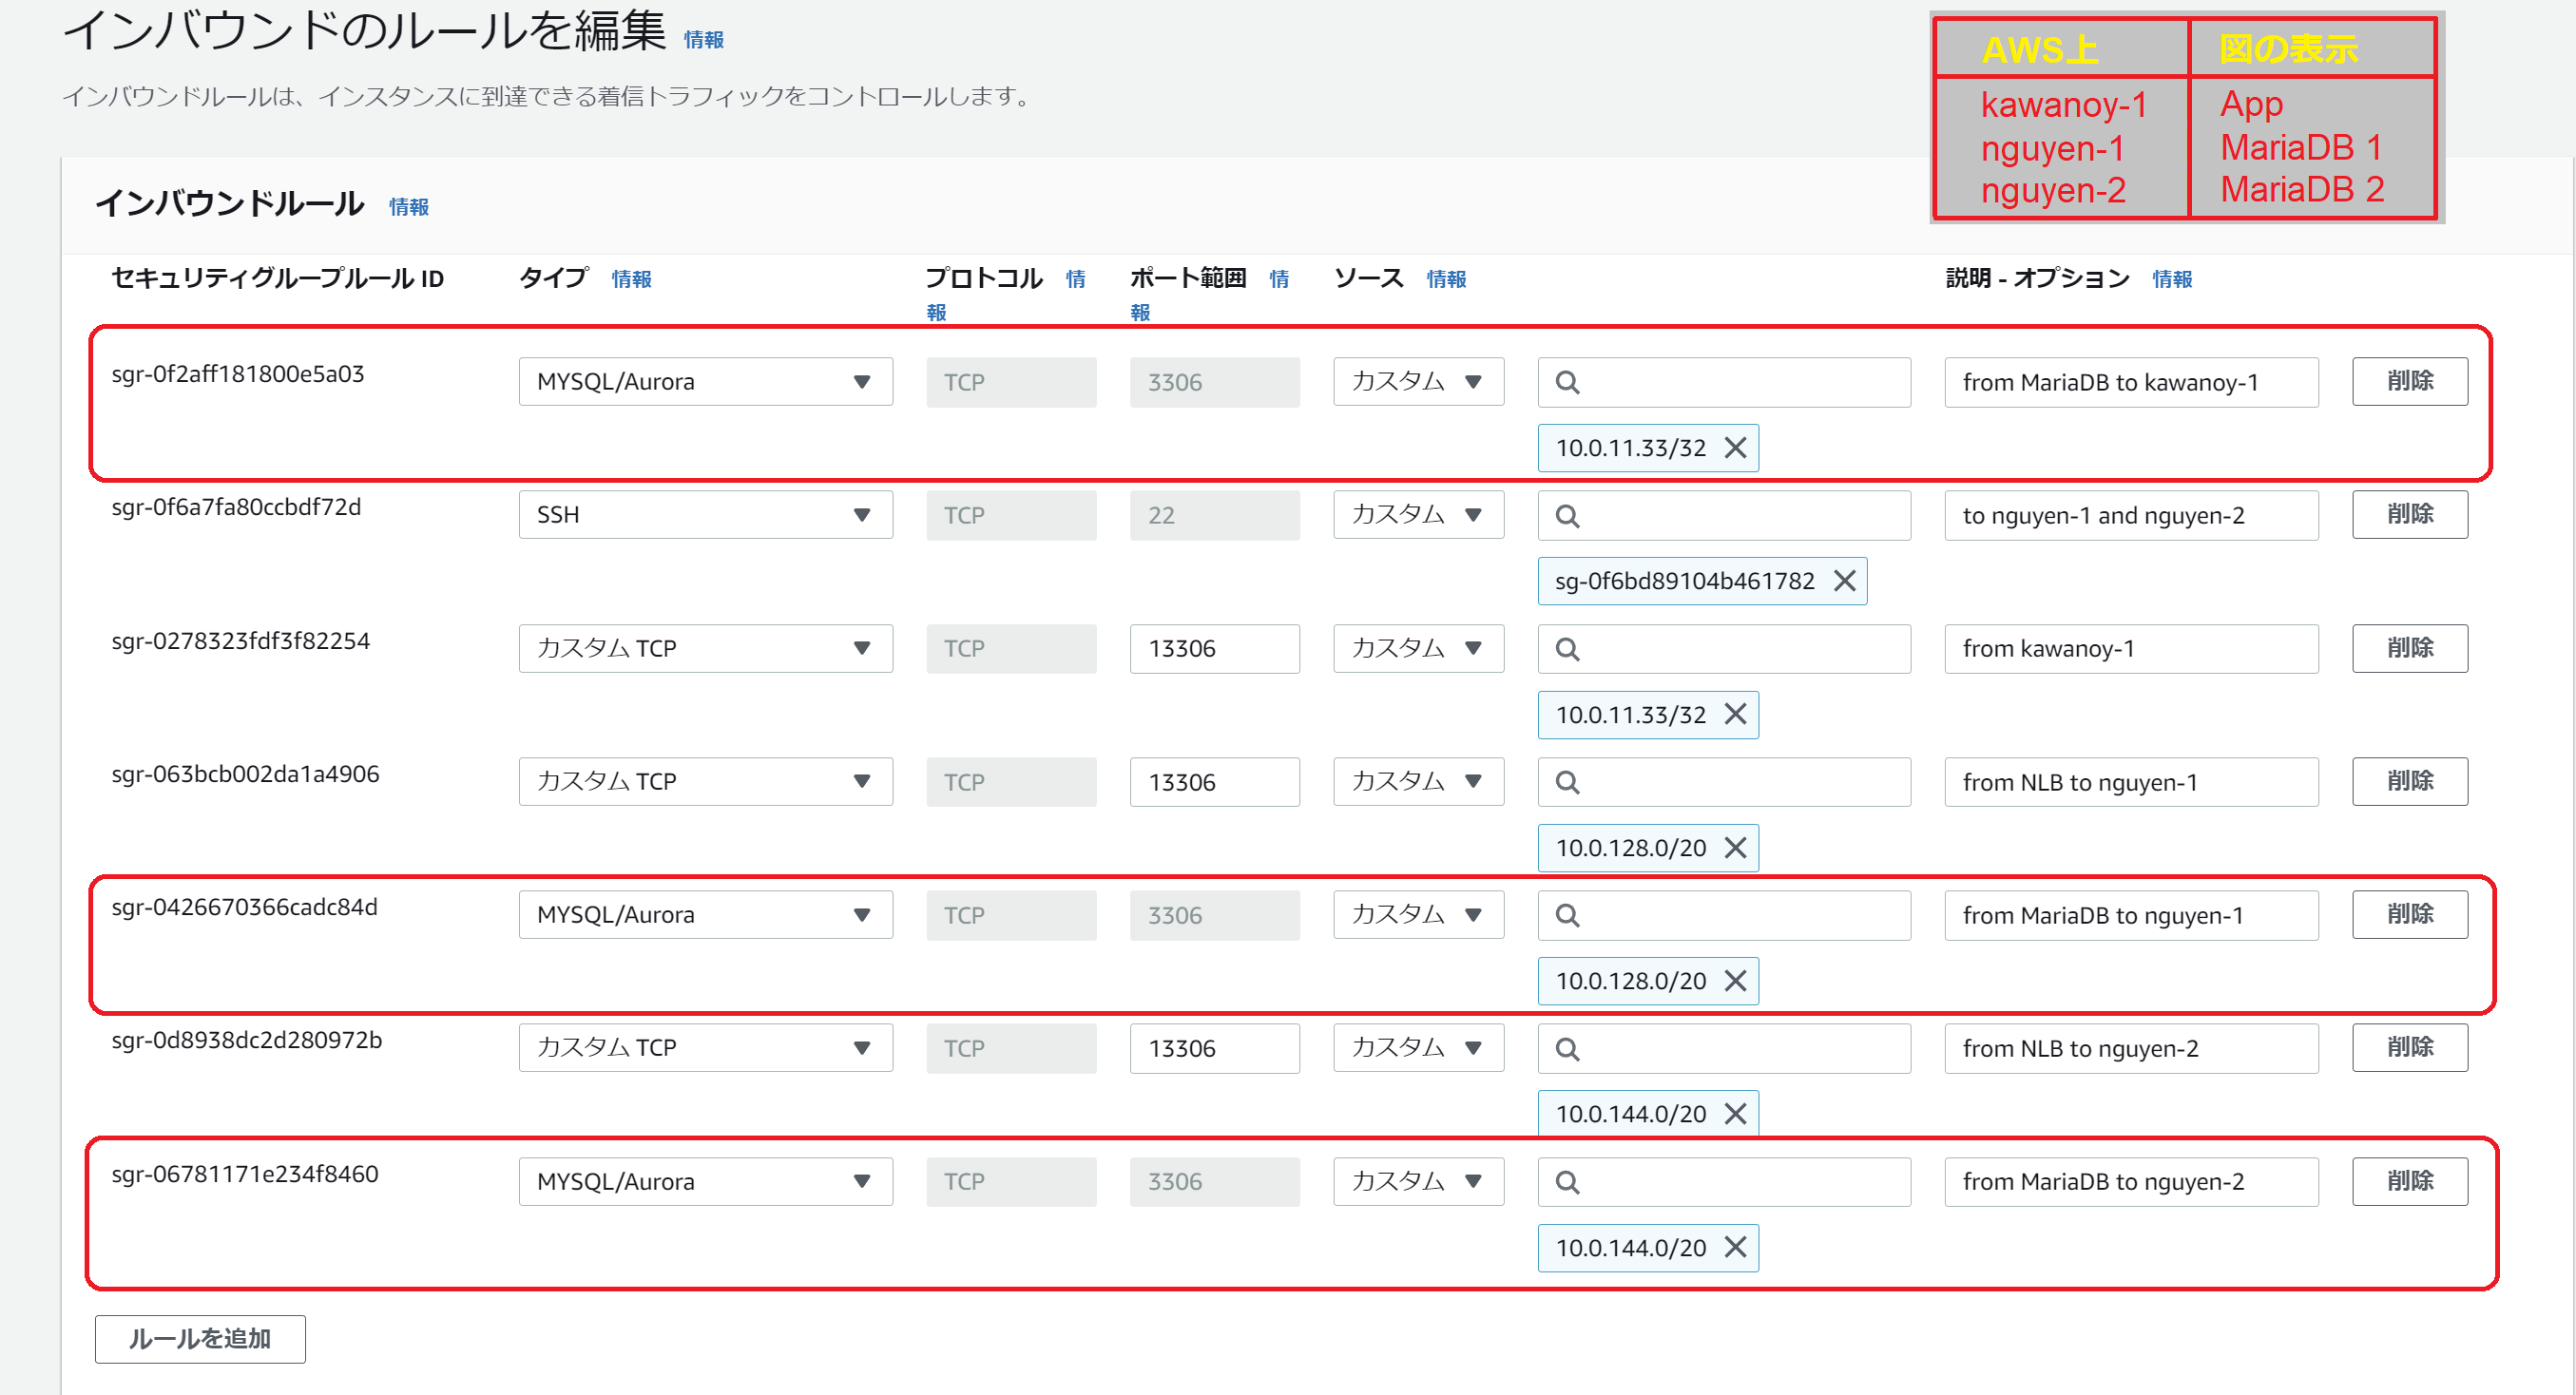 インバウンドのルールを編集 情報
インバウンドルールは、インスタンスに到達できる着信トラフィックをコントロールします。
AWS上 図の表示
kawanoy-1 App
nguyen-1 MariaDB 1
nguyen-2 MariaDB 2
インバウンドルール 情報
セキュリティグループルール ID タイプ 情報 プロトコル 情報 ポート範囲 情報 ソース 情報 説明 - オプション 情報
sgr-0f2aff181800e5a03 MYSQL/Aurora TCP 3306 カスタム from MariaDB to kawanoy-1 削除
10.0.11.33/32
sgr-0f6a7fa80ccbdf72d SSH TCP 22 カスタム to nguyen-1 and nguyen-2 削除
sg-0f6bd89104b461782
sgr-0278323fdf3f82254 カスタム TCP TCP 13306 カスタム from kawanoy-1 削除
10.0.11.33/32
sgr-063bcb002da1a4906 カスタム TCP TCP 13306 カスタム from NLB to nguyen-1 削除
10.0.128.0/20
sgr-0426670366cadc84d MYSQL/Aurora TCP 3306 カスタム from MariaDB to nguyen-1 削除
10.0.128.0/20
sgr-0d8938dc2d280972b カスタム TCP TCP 13306 カスタム from NLB to nguyen-2 削除
10.0.144.0/20
sgr-06781171e234f8460 MYSQL/Aurora TCP 3306 カスタム from MariaDB to nguyen-2 削除
10.0.144.0/20
ルールを追加